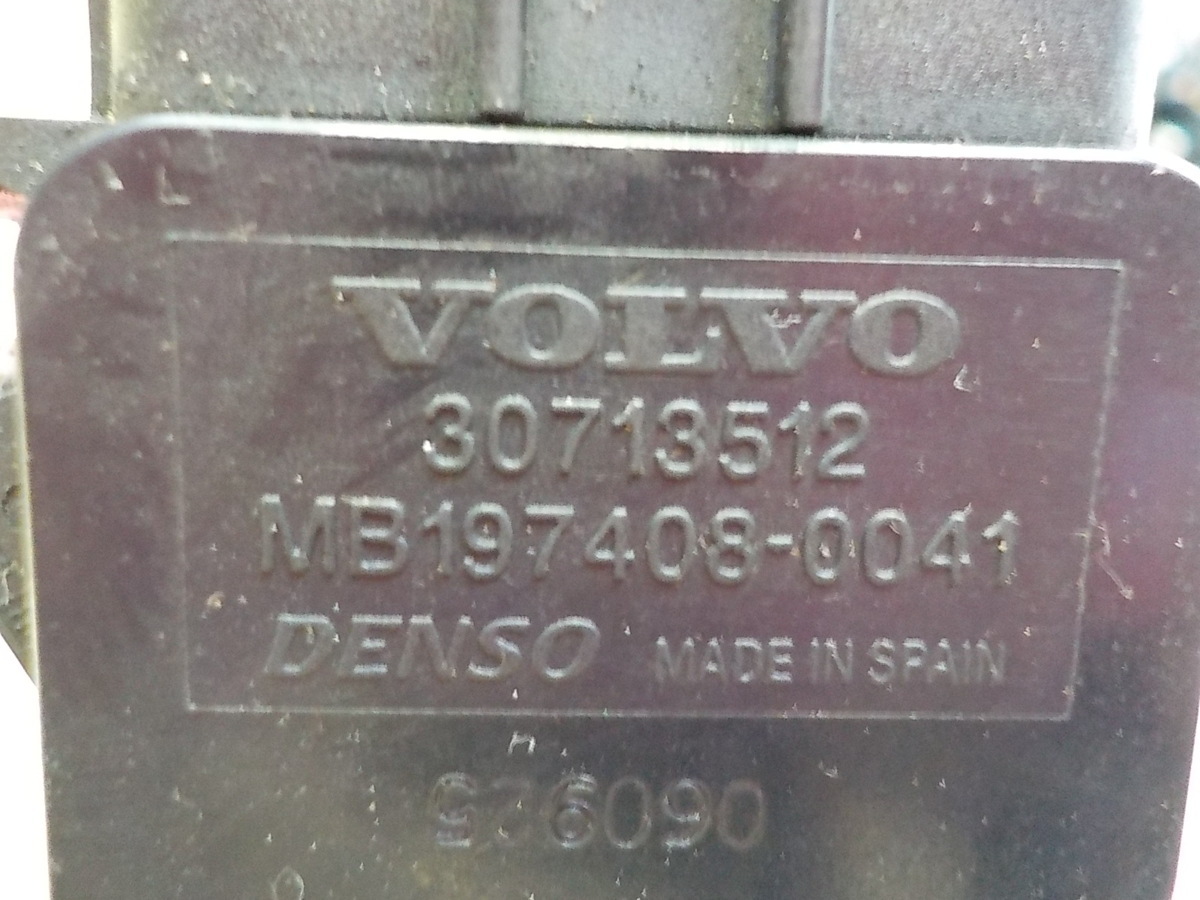 VOLVO
30713512
MB197408-0041
DENSO MADE IN SPAIN